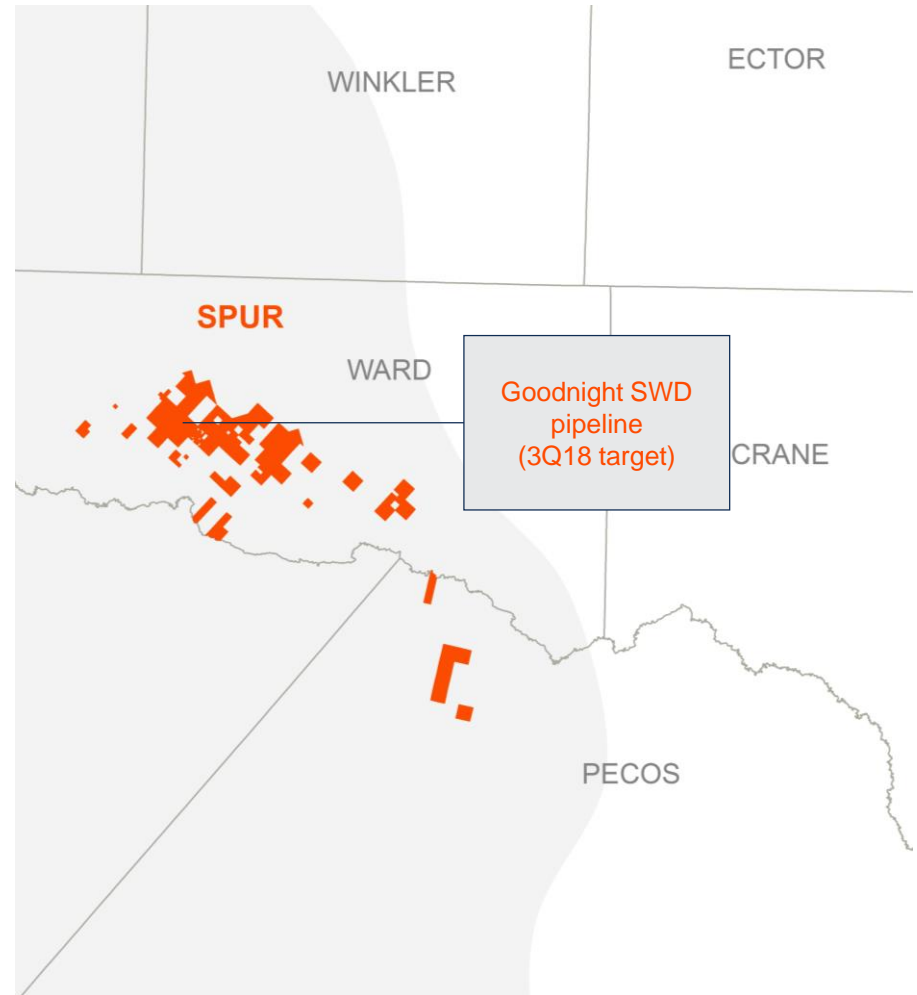 ECTOR
WINKLER
SPUR
WARD
Goodnight SWD
pipeline
(3Q18 target)
CRANE
PECOS